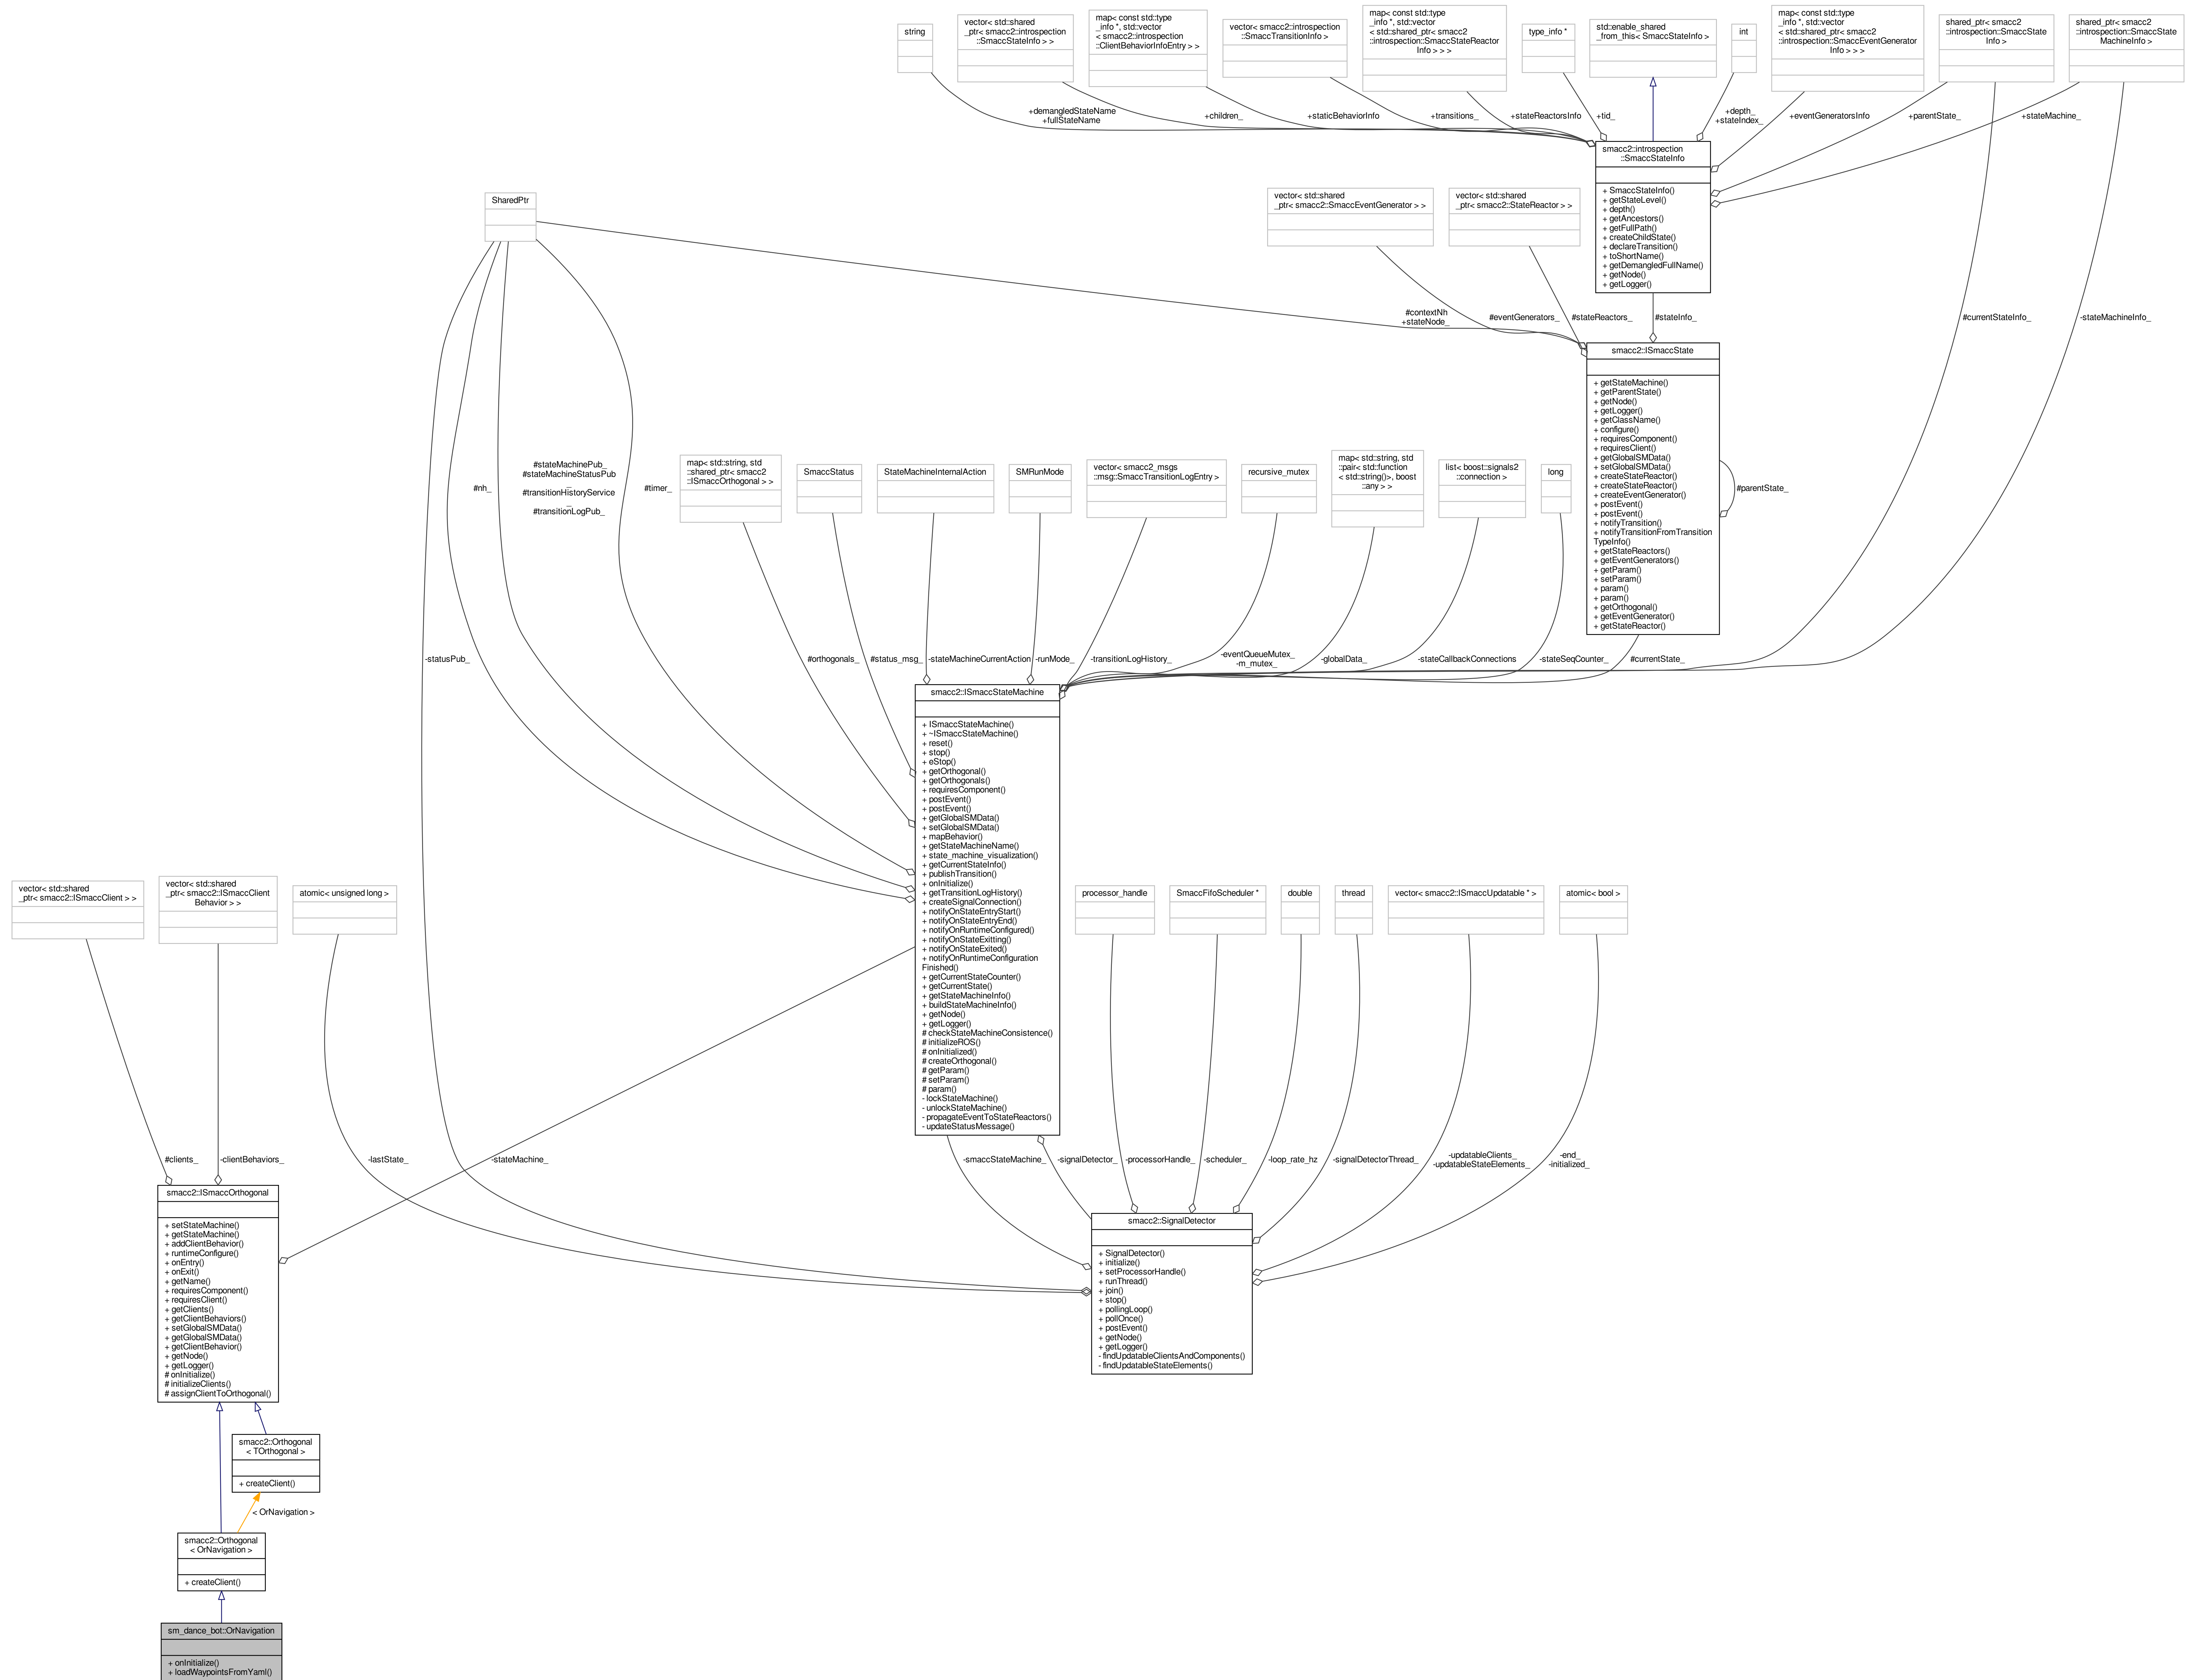 string
vector< std::shared
_ptr< smacc2::introspection
::SmaccStateInfo > >
map< const std::type
_info *, std::vector
< smacc2::introspection
::ClientBehaviorInfoEntry > >
vector< smacc2::introspection
::SmaccTransitionInfo >
map< const std::type
_info *, std::vector
< std::shared_ptr< smacc2
::introspection::SmaccStateReactor
Info > > >
type_info *
std::enable_shared
_from_this< SmaccStateInfo >
int
map< const std::type
_info *, std::vector
< std::shared_ptr< smacc2
::introspection::SmaccEventGenerator
Info > > >
shared_ptr< smacc2
::introspection::SmaccState
Info >
shared_ptr< smacc2
::introspection::SmaccState
MachineInfo >
+demangledStateName
+fullStateName
+children_
+staticBehaviorInfo
+transitions_
+stateReactorsInfo
+tid_
+depth_
+stateIndex_
+eventGeneratorsInfo
+parentState_
+stateMachine_
smacc2::introspection
::SmaccStateInfo
+ SmaccStateInfo()
+ getStateLevel()
+ depth()
+ getAncestors()
+ getFullPath()
+ createChildState()
+ declareTransition()
+ toShortName()
+ getDemangledFullName()
+ getNode()
+ getLogger()
SharedPtr
vector< std::shared
_ptr< smacc2::SmaccEventGenerator > >
vector< std::shared
_ptr< smacc2::StateReactor > >
#contextNh
+stateNode_
#eventGenerators_
#stateReactors_
#stateInfo_
#currentStateInfo_
-stateMachineInfo_
smacc2::ISmaccState
+ getStateMachine()
+ getParentState()
+ getNode()
+ getLogger()
+ getClassName()
+ configure()
+ requiresComponent()
+ requiresClient()
+ getGlobalSMData()
+ setGlobalSMData()
+ createStateReactor()
+ createEventGenerator()
+ postEvent()
+ postEvent()
+ notifyTransition()
+ notifyTransitionFromTransition
TypeInfo()
+ getStateReactors()
+ getEventGenerators()
+ getParam()
+ setParam()
+ param()
+ param()
+ getOrthogonal()
+ getEventGenerator()
+ getStateReactor()
#parentState_
#nh_
#stateMachinePub_
#stateMachineStatusPub
_
#transitionHistoryService
_
#transitionLogPub_
#timer_
map< std::string, std
::shared_ptr< smacc2
::ISmaccOrthogonal > >
SmaccStatus
StateMachineInternalAction
SMRunMode
vector< smacc2_msgs
::msg::SmaccTransitionLogEntry >
recursive_mutex
map< std::string, std
::pair< std::function
< std::string()>, boost
::any > >
list< boost::signals2
::connection >
long
-statusPub_
#orthogonals_
#status_msg_
-stateMachineCurrentAction
-runMode_
-transitionLogHistory_
-eventQueueMutex_
-m_mutex_
-globalData_
-stateCallbackConnections
-stateSeqCounter_
#currentState_
smacc2::ISmaccStateMachine
+ ISmaccStateMachine()
+ ~ISmaccStateMachine()
+ reset()
+ stop()
+ eStop()
+ getOrthogonal()
+ getOrthogonals()
+ requiresComponent()
+ postEvent()
+ postEvent()
+ getGlobalSMData()
+ setGlobalSMData()
+ mapBehavior()
+ getStateMachineName()
+ state_machine_visualization()
+ getCurrentStateInfo()
+ publishTransition()
+ onInitialize()
+ getTransitionLogHistory()
+ createSignalConnection()
+ notifyOnStateEntryStart()
+ notifyOnStateEntryEnd()
+ notifyOnRuntimeConfigured()
+ notifyOnStateExitting()
+ notifyOnStateExited()
+ notifyOnRuntimeConfiguration
Finished()
+ getCurrentStateCounter()
+ getCurrentState()
+ getStateMachineInfo()
+ buildStateMachineInfo()
+ getNode()
+ getLogger()
# checkStateMachineConsistence()
# initializeROS()
# onInitialized()
# createOrthogonal()
# getParam()
# setParam()
# param()
- lockStateMachine()
- unlockStateMachine()
- propagateEventToStateReactors()
- updateStatusMessage()
vector< std::shared
_ptr< smacc2::ISmaccClient > >
vector< std::shared
_ptr< smacc2::ISmaccClient
Behavior > >
atomic< unsigned long >
processor_handle
SmaccFifoScheduler *
double
thread
vector< smacc2::ISmaccUpdatable * >
atomic< bool >
#clients_
-clientBehaviors_
-lastState_
-stateMachine_
-smaccStateMachine_
-signalDetector_
-processorHandle_
-scheduler_
-loop_rate_hz
-signalDetectorThread_
-updatableClients_
-updatableStateElements_
-end_
-initialized_
smacc2::ISmaccOrthogonal
+ setStateMachine()
+ getStateMachine()
+ addClientBehavior()
+ runtimeConfigure()
+ onEntry()
+ onExit()
+ getName()
+ requiresComponent()
+ requiresClient()
+ getClients()
+ getClientBehaviors()
+ setGlobalSMData()
+ getGlobalSMData()
+ getClientBehavior()
+ getNode()
+ getLogger()
# onInitialize()
# initializeClients()
# assignClientToOrthogonal()
smacc2::SignalDetector
+ SignalDetector()
+ initialize()
+ setProcessorHandle()
+ runThread()
+ join()
+ stop()
+ pollingLoop()
+ pollOnce()
+ postEvent()
+ getNode()
+ getLogger()
- findUpdatableClientsAndComponents()
- findUpdatableStateElements()
smacc2::Orthogonal
< TOrthogonal >
+ createClient()
< OrNavigation >
smacc2::Orthogonal
< OrNavigation >
+ createClient()
sm_dance_bot::OrNavigation
+ onInitialize()
+ loadWaypointsFromYaml()